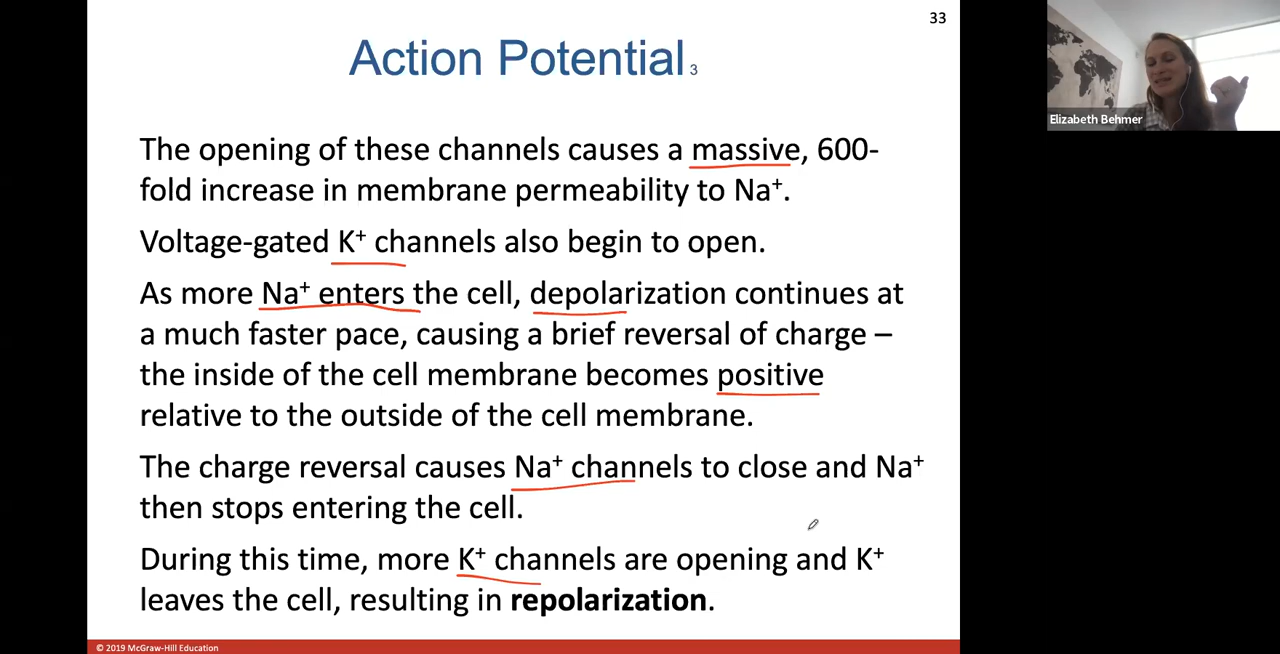 33
Action Potential 3
The opening of these channels causes a massive, 600-
fold increase in membrane permeability to Na⁺.
Voltage-gated K⁺ channels also begin to open.
As more Na⁺ enters the cell, depolarization continues at
a much faster pace, causing a brief reversal of charge –
the inside of the cell membrane becomes positive
relative to the outside of the cell membrane.
The charge reversal causes Na⁺ channels to close and Na⁺
then stops entering the cell.
During this time, more K⁺ channels are opening and K⁺
leaves the cell, resulting in repolarization.
© 2019 McGraw-Hill Education
Elizabeth Behmer